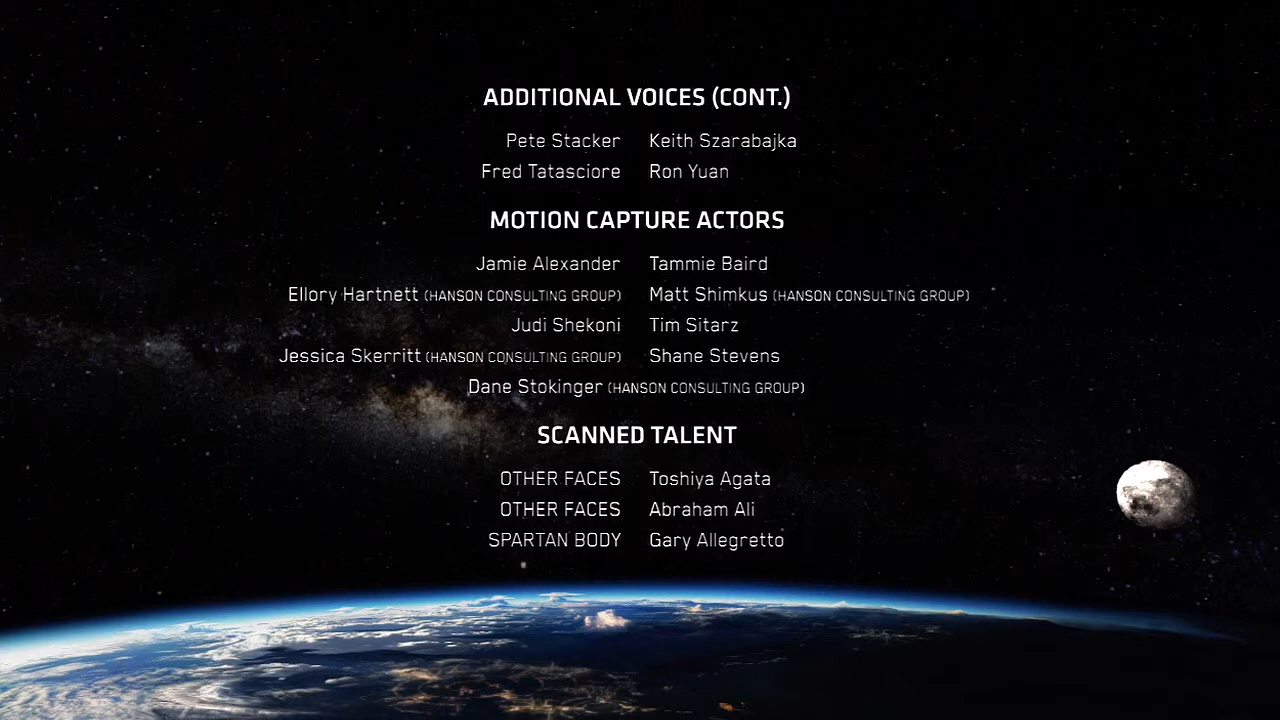 ADDITIONAL VOICES (CONT.)
Pete Stacker Keith Szarabajka
Fred Tatasciore Ron Yuan
MOTION CAPTURE ACTORS
Jamie Alexander Tammie Baird
Ellory Hartnett (HANSON CONSULTING GROUP) Matt Shimkus (HANSON CONSULTING GROUP)
Judi Shekoni Tim Sitarz
Jessica Skerritt (HANSON CONSULTING GROUP) Shane Stevens
Dane Stokinger (HANSON CONSULTING GROUP)
SCANNED TALENT
OTHER FACES Toshiya Agata
OTHER FACES Abraham Ali
SPARTAN BODY Gary Allegretto